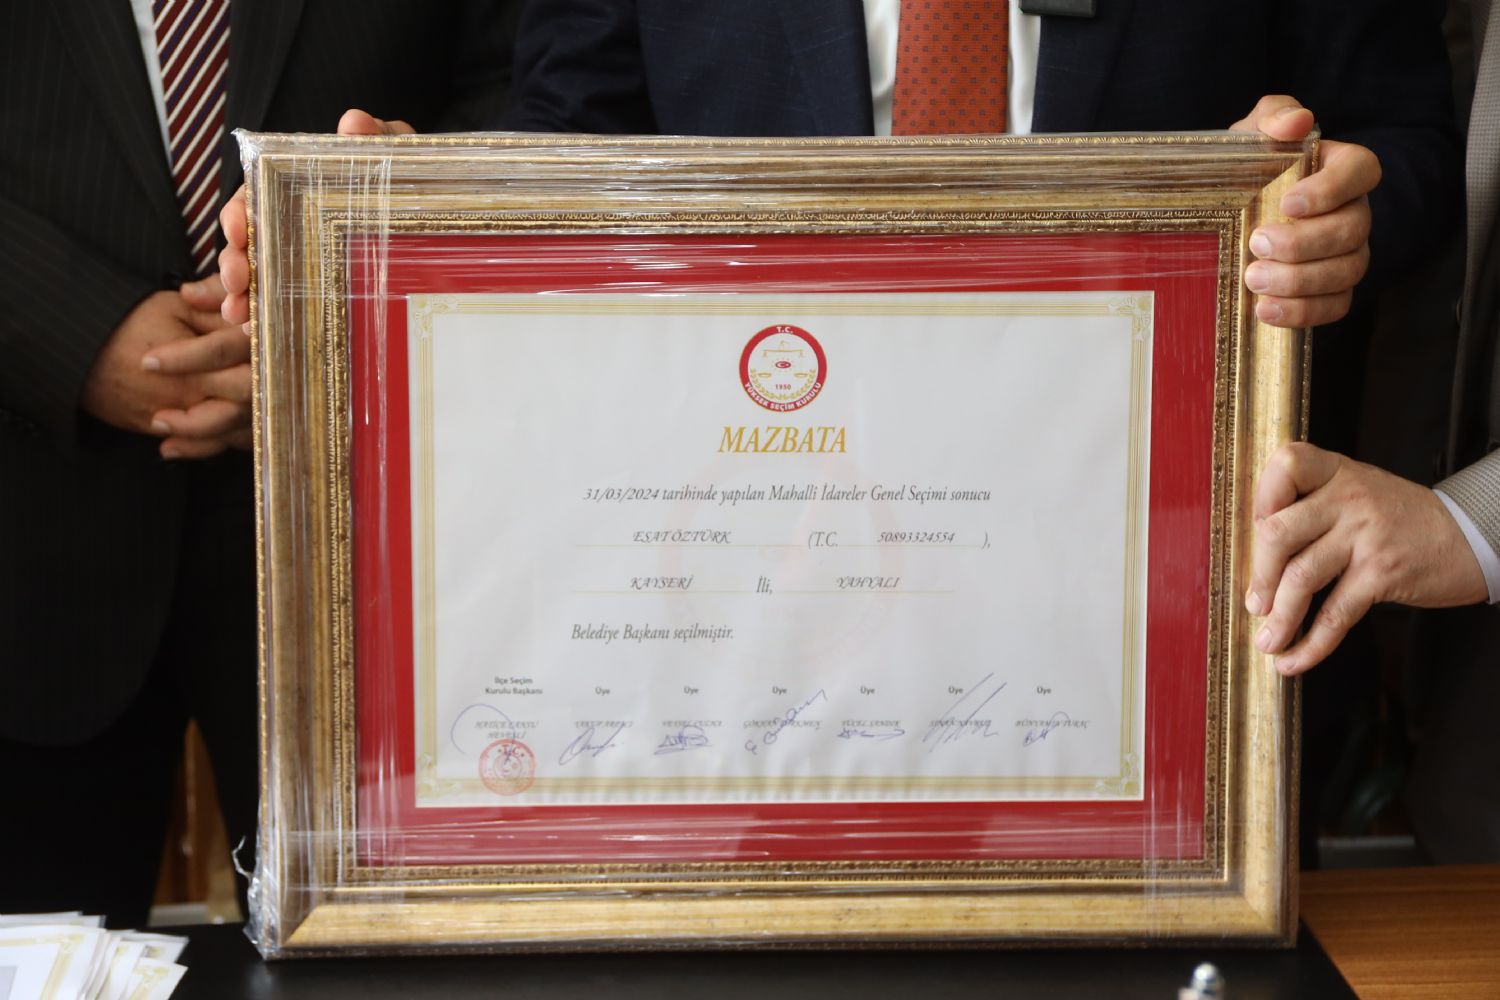 T.C.
1950
YÜKSEK SEÇİM KURULU
MAZBATA
31/03/2024 tarihinde yapılan Mahalli İdareler Genel Seçimi sonucu
ESAT ÖZTÜRK (T.C. 50893324554 ),
KAYSERİ İli, YAHYALI
Belediye Başkanı seçilmiştir.
İlçe Seçim
Kurulu Başkanı Üye Üye Üye Üye Üye Üye
T.C.